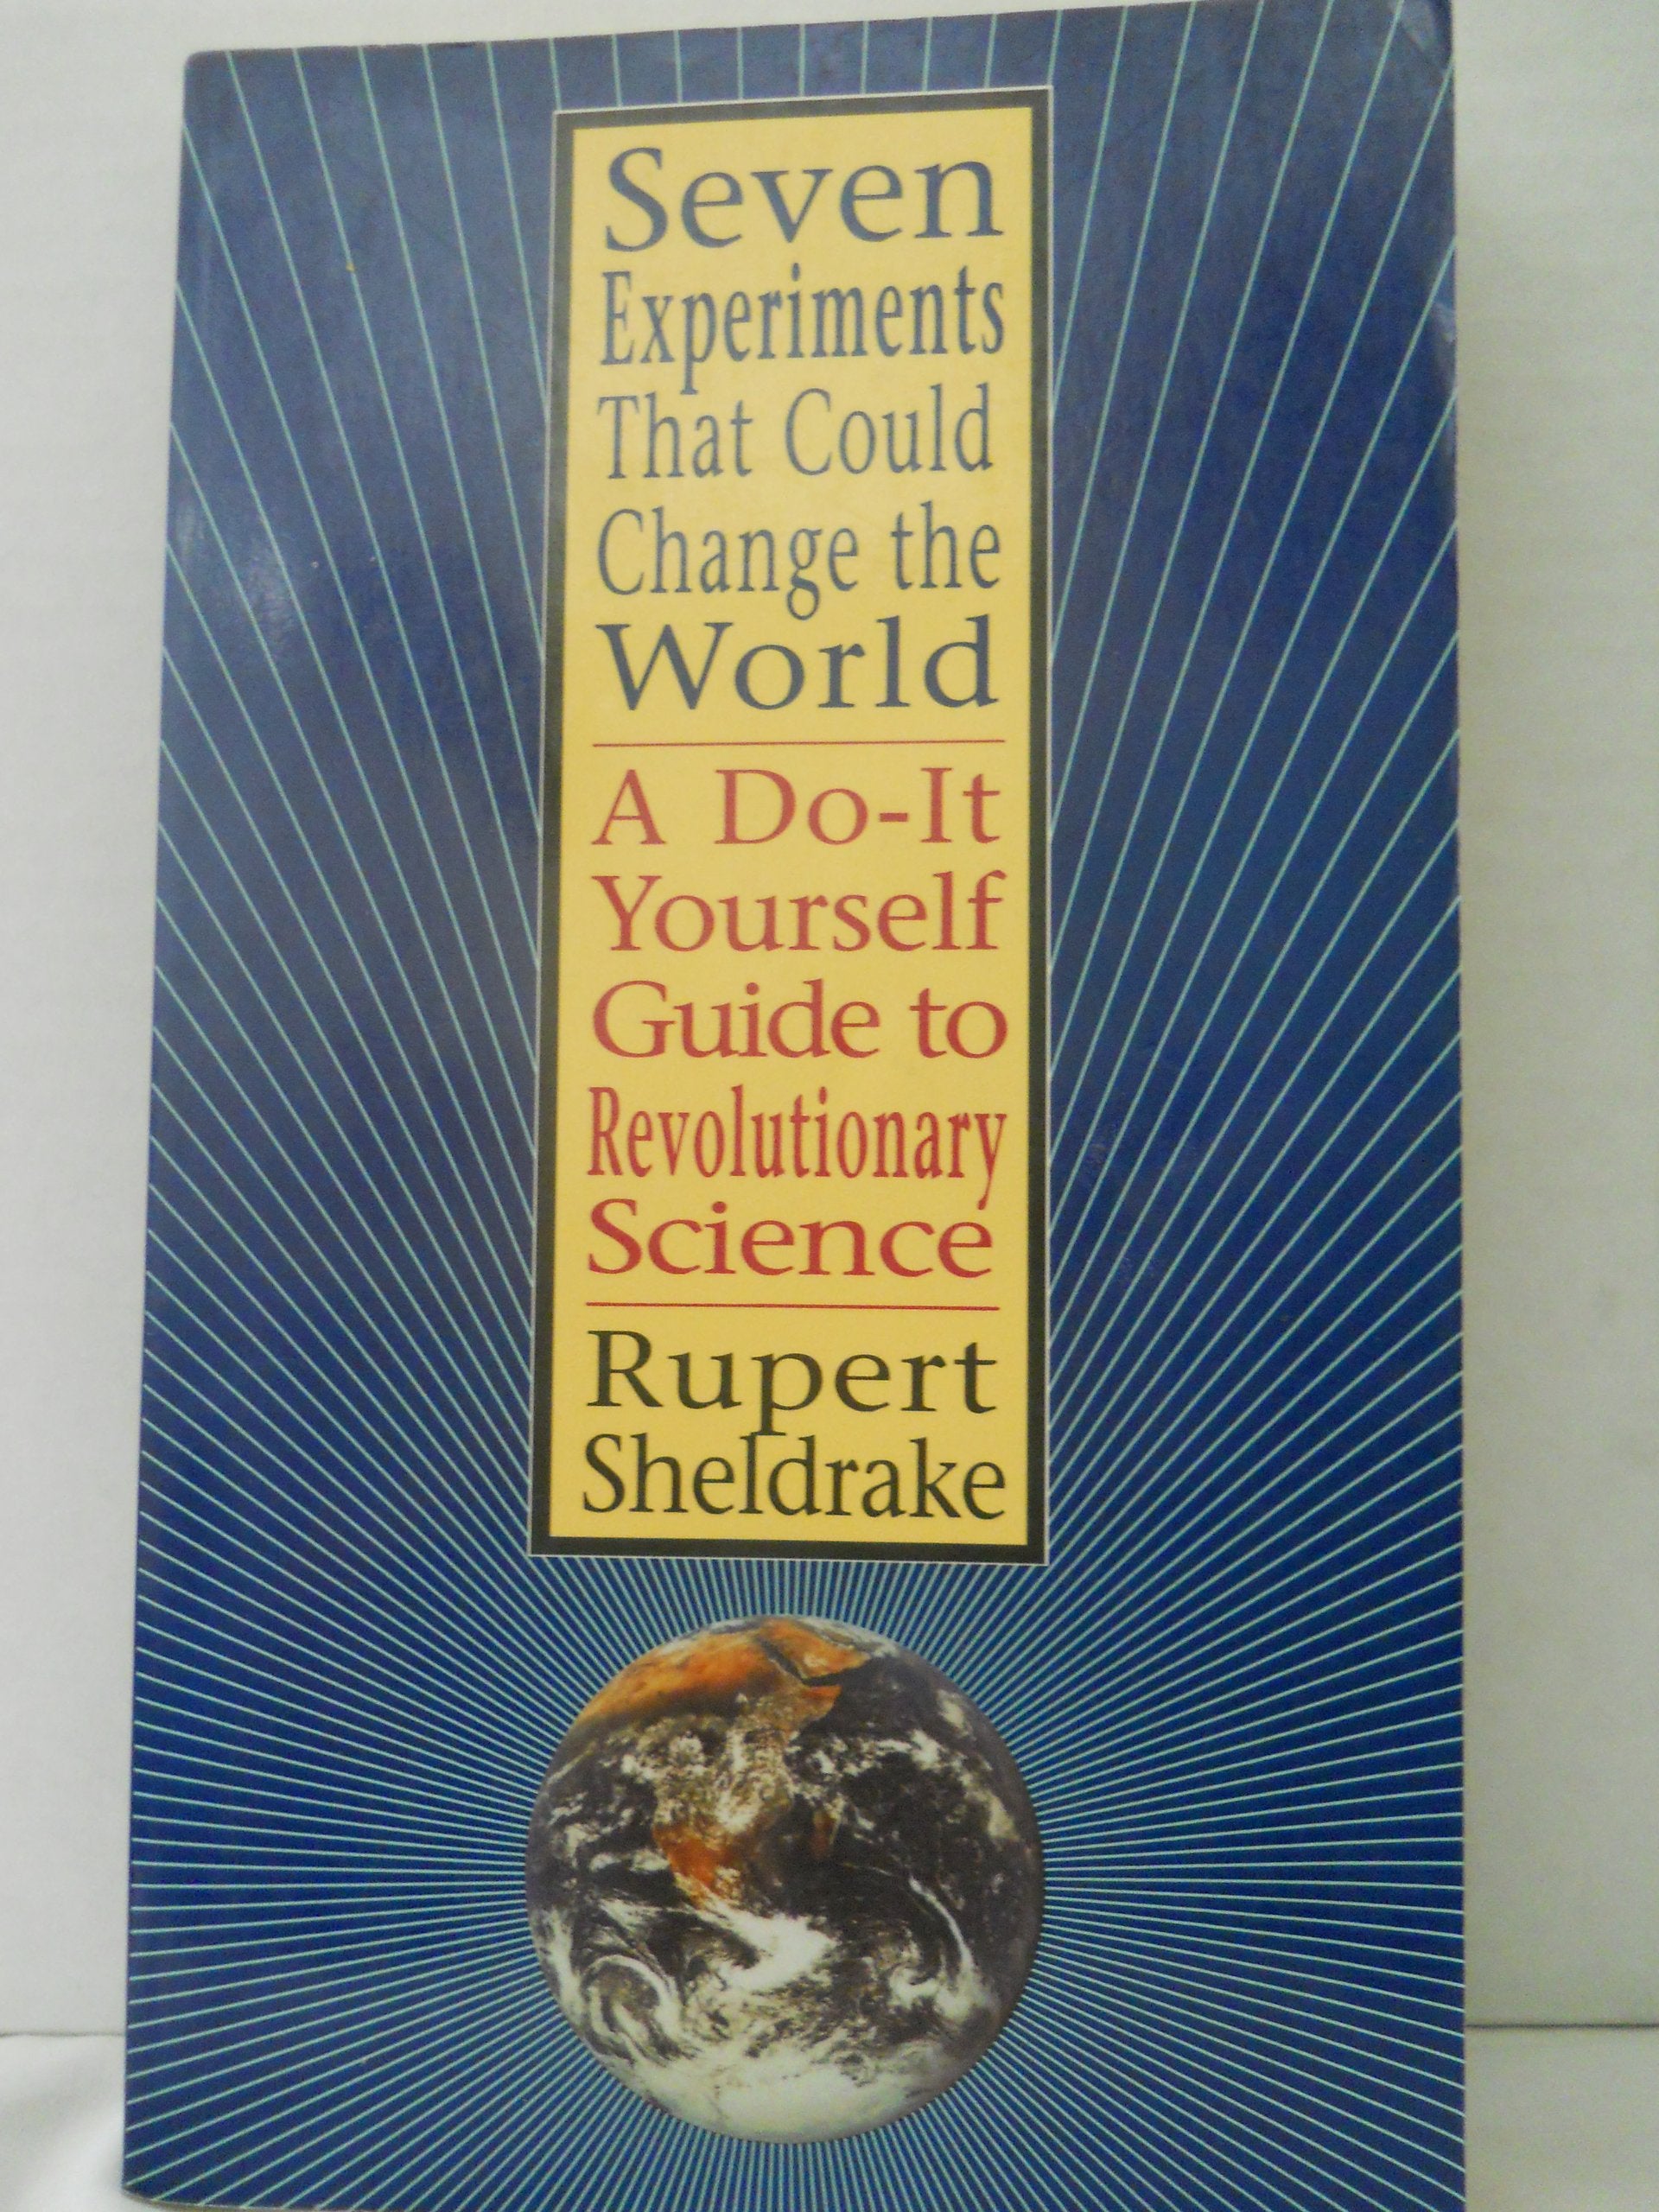 Seven
Experiments
That Could
Change the
World
A Do-It
Yourself
Guide to
Revolutionary
Science
Rupert
Sheldrake